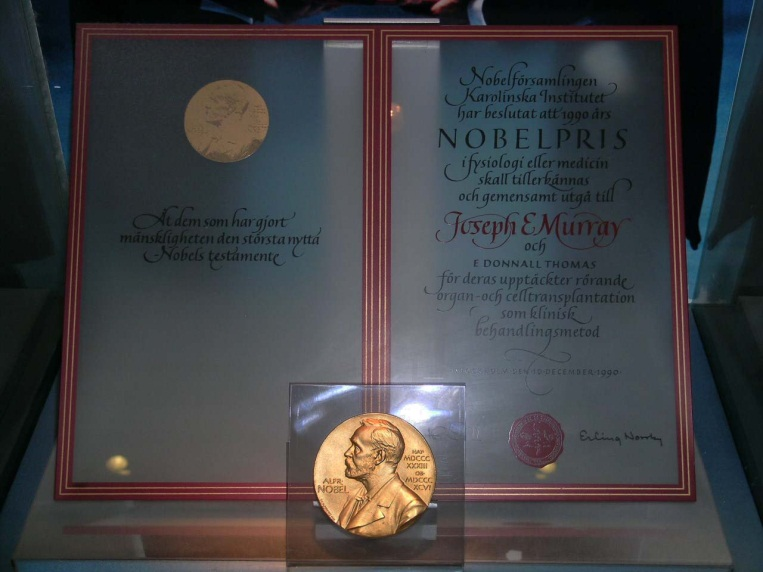 Åt dem som har gjort
mänskligheten den största nytta
Nobels testamente
Nobelförsamlingen
Karolinska Institutet
har beslutat att 1990 års
NOBELPRIS
i fysiologi eller medicin
skall tillerkännas
och gemensamt utgå till
Joseph E Murray
och
E DONNALL THOMAS
för deras upptäckter rörande
organ- och celltransplantation
som klinisk
behandlingsmetod
DEN 10 DECEMBER 1990
Erling Norrby
ALFR.
NOBEL
NAT.
MDCCC
XXXIII
OB.
MDCCC
XCVI